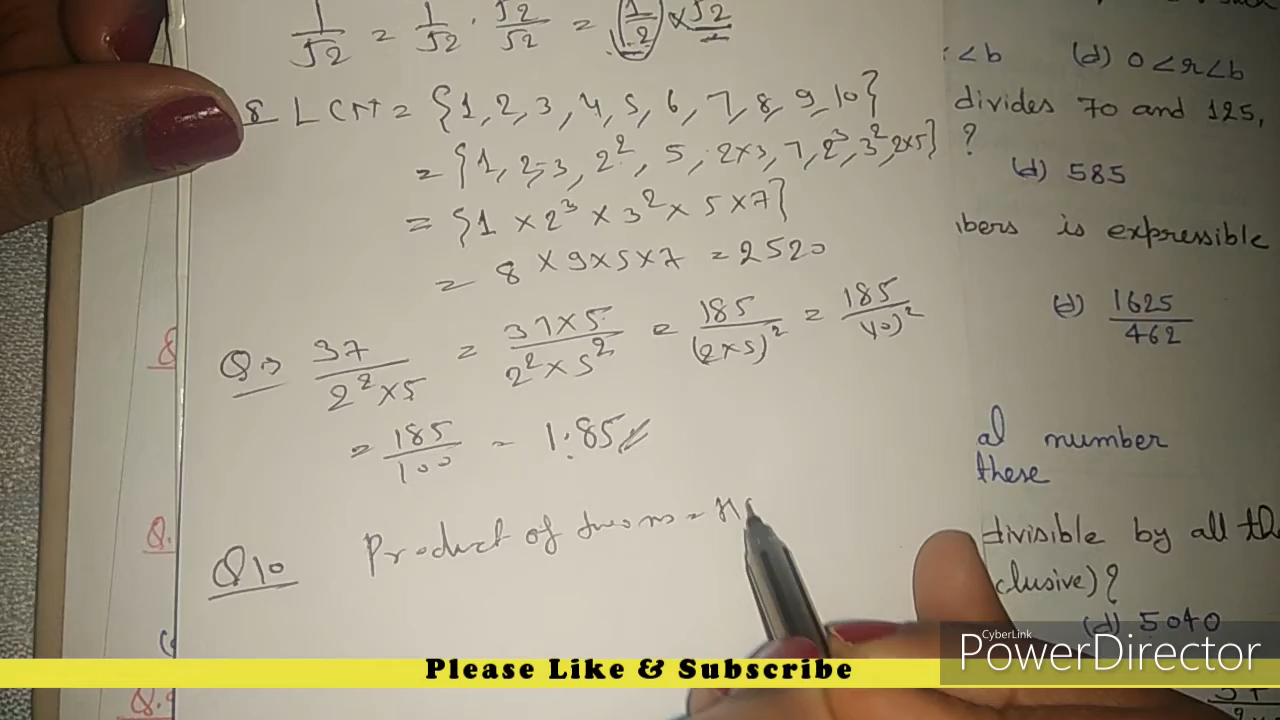 1/√2 = 1/√2 · √2/√2 = (1/2) × √2
8 LCM = {1, 2, 3, 4, 5, 6, 7, 8, 9, 10}
= {1, 2, 3, 2², 5, 2×3, 7, 2³, 3², 2×5}
= {1 × 2³ × 3² × 5 × 7}
= 8 × 9 × 5 × 7 = 2520
37/2²×5 = 37×5/2²×5² = 185/(2×5)² = 185/(10)²
= 185/100 = 1.85
Q10 Product of two no = H
< b (d) 0 < r < b
divides 70 and 125,
?
(d) 585
bers is expressible
(d) 1625/462
al number
these
divisible by all th
clusive)?
(d) 5040
Q.
Q.9
CyberLink
PowerDirector
Please Like & Subscribe